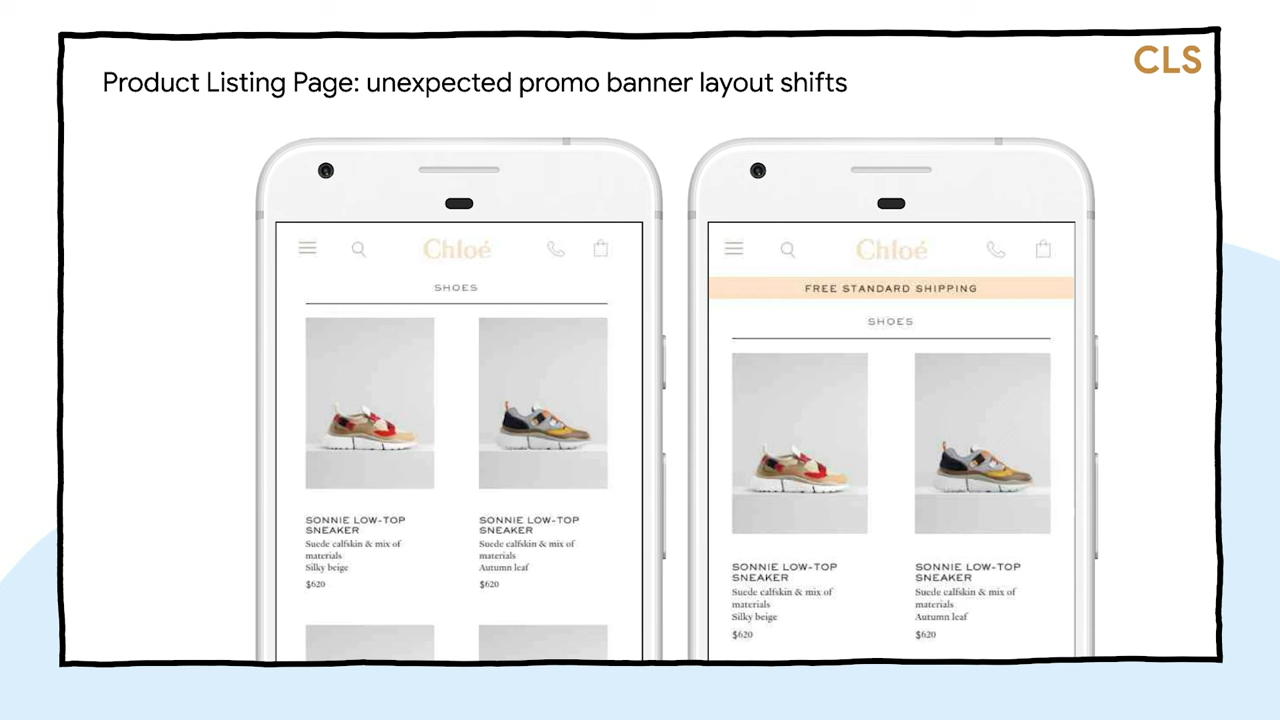 CLS
Product Listing Page: unexpected promo banner layout shifts
Chloé
SHOES
SONNIE LOW-TOP
SNEAKER
Suede calfskin & mix of
materials
Silky beige
$620
SONNIE LOW-TOP
SNEAKER
Suede calfskin & mix of
materials
Autumn leaf
$620
Chloé
FREE STANDARD SHIPPING
SHOES
SONNIE LOW-TOP
SNEAKER
Suede calfskin & mix of
materials
Silky beige
$620
SONNIE LOW-TOP
SNEAKER
Suede calfskin & mix of
materials
Autumn leaf
$620